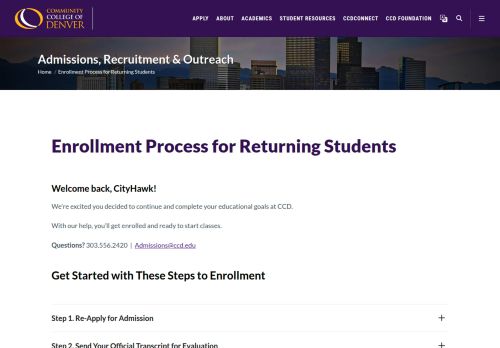 COMMUNITY
COLLEGE OF
DENVER
APPLY ABOUT ACADEMICS STUDENT RESOURCES CCDCONNECT CCD FOUNDATION
Admissions, Recruitment & Outreach
Home / Enrollment Process for Returning Students
Enrollment Process for Returning Students
Welcome back, CityHawk!
We're excited you decided to continue and complete your educational goals at CCD.
With our help, you'll get enrolled and ready to start classes.
Questions? 303.556.2420 | Admissions@ccd.edu
Get Started with These Steps to Enrollment
Step 1. Re-Apply for Admission
Step 2. Send Your Official Transcript for Evaluation